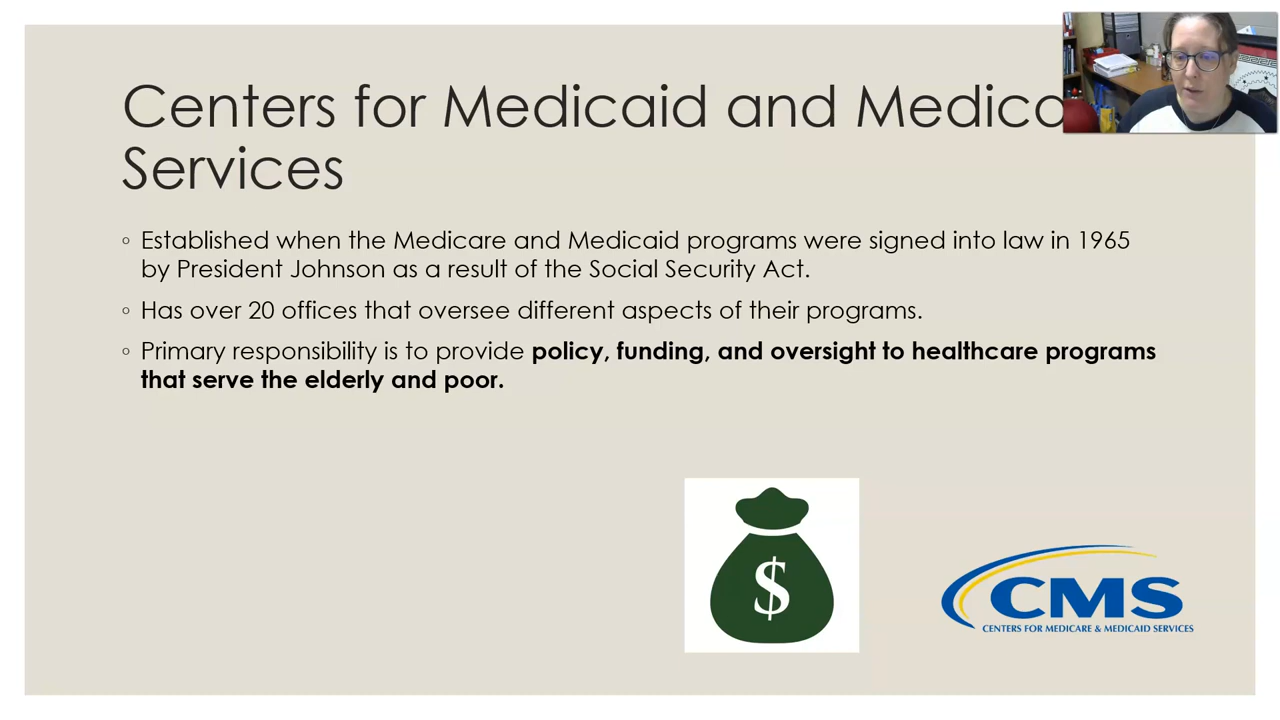 Centers for Medicaid and Medica
Services
◦ Established when the Medicare and Medicaid programs were signed into law in 1965
by President Johnson as a result of the Social Security Act.
◦ Has over 20 offices that oversee different aspects of their programs.
◦ Primary responsibility is to provide policy, funding, and oversight to healthcare programs
that serve the elderly and poor.
$
CMS
CENTERS FOR MEDICARE & MEDICAID SERVICES